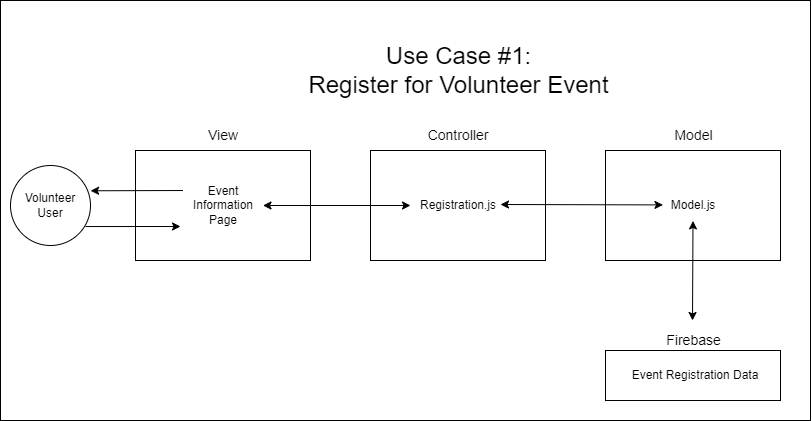 Use Case #1:
Register for Volunteer Event
View
Controller
Model
Volunteer
User
Event
Information
Page
Registration.js
Model.js
Firebase
Event Registration Data